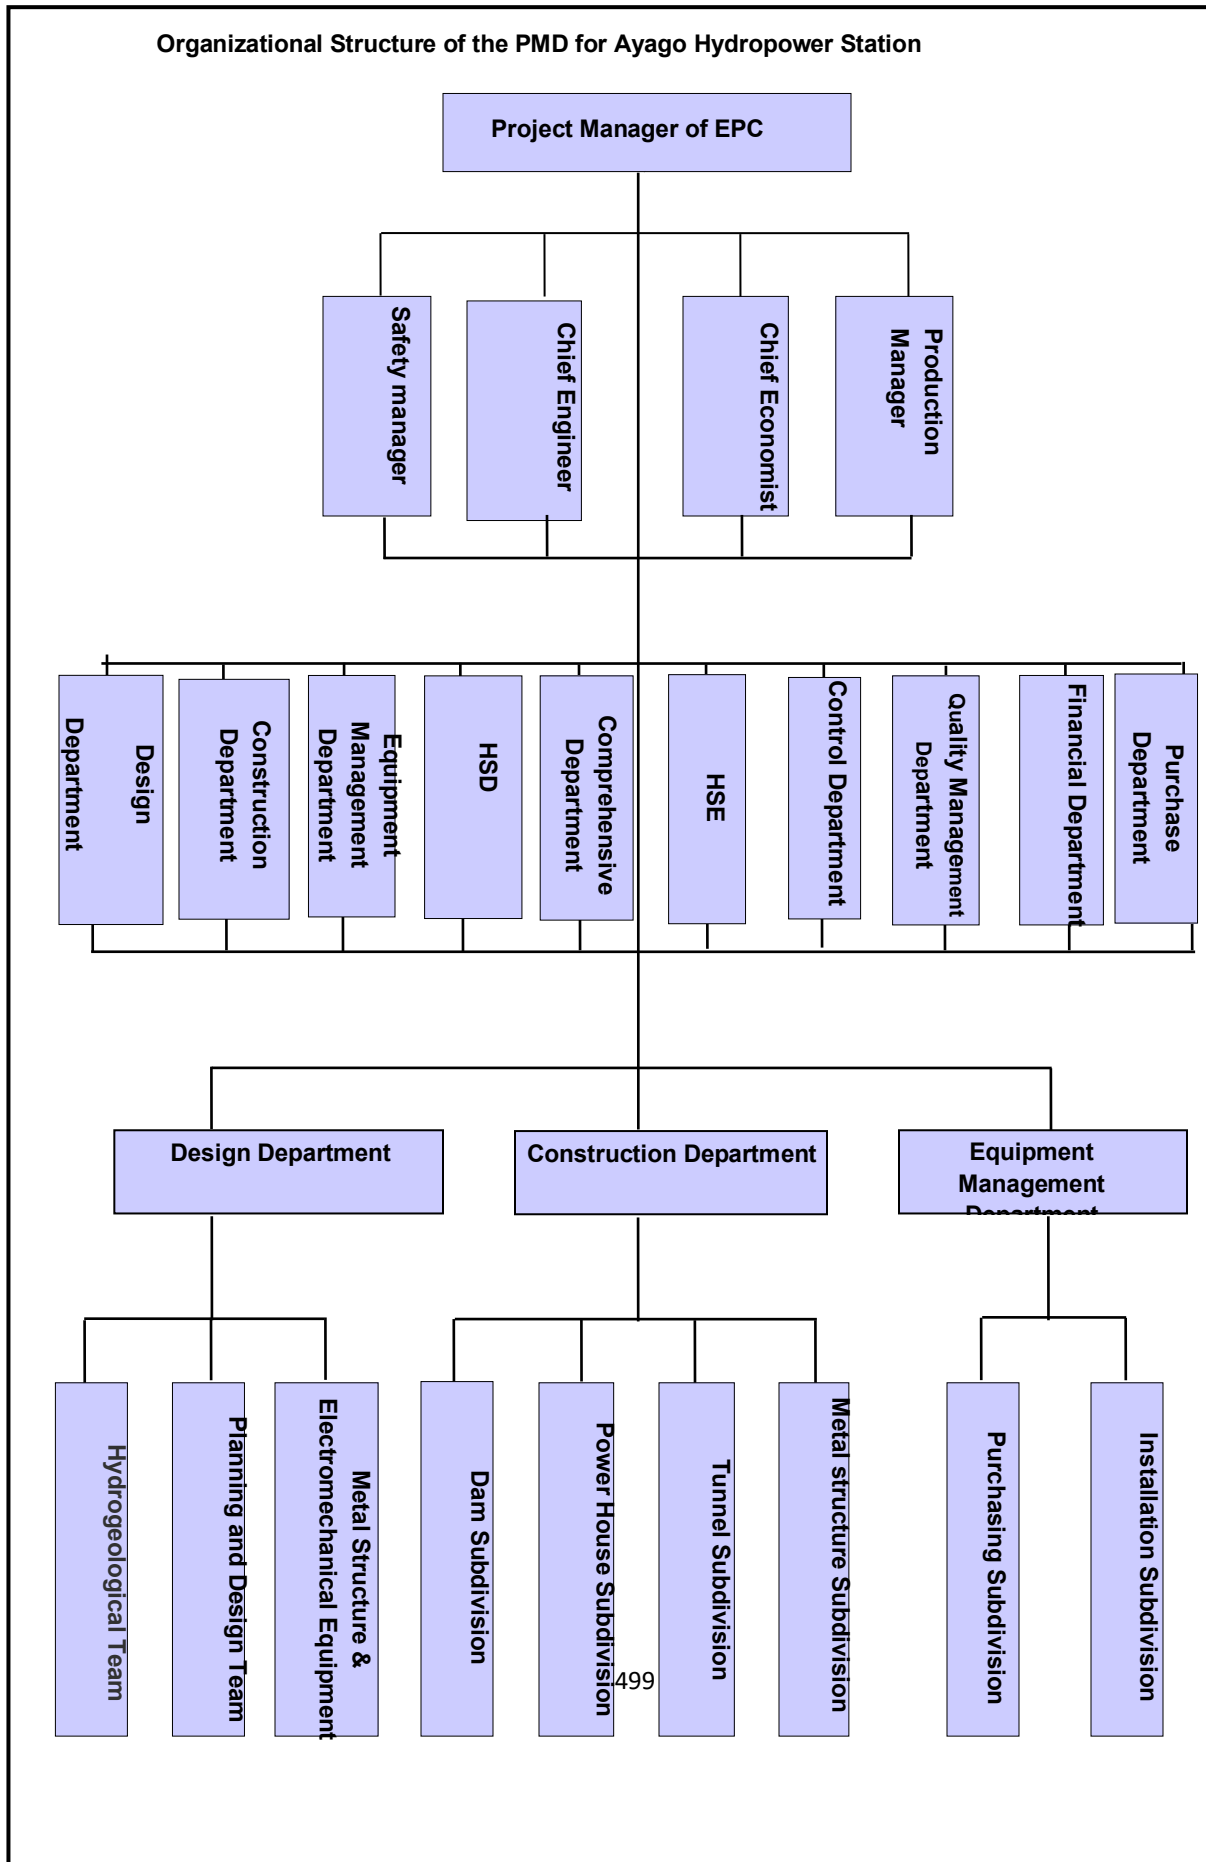 Organizational Structure of the PMD for Ayago Hydropower Station
Project Manager of EPC
Safety manager
Chief Engineer
Chief Economist
Production
Manager
Design
Department
Construction
Department
Equipment
Management
Department
HSD
Comprehensive
Department
HSE
Control Department
Quality Management
Department
Financial Department
Purchase
Department
Design Department
Construction Department
Equipment
Management
Department
Hydrogeological Team
Planning and Design Team
Metal Structure &
Electromechanical Equipment
Dam Subdivision
Power House Subdivision
Tunnel Subdivision
Metal structure Subdivision
Purchasing Subdivision
Installation Subdivision
499